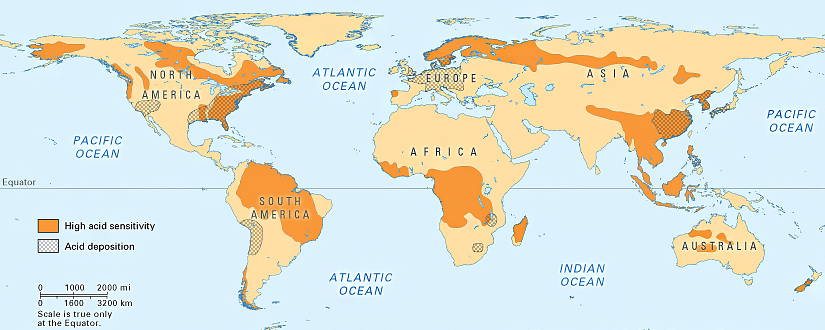 ATLANTIC
OCEAN
NORTH
AMERICA
EUROPE
ASIA
PACIFIC
OCEAN
PACIFIC
OCEAN
AFRICA
Equator
SOUTH
AMERICA
High acid sensitivity
Acid deposition
AUSTRALIA
ATLANTIC
OCEAN
INDIAN
OCEAN
0 1000 2000 mi
0 1600 3200 km
Scale is true only
at the Equator.